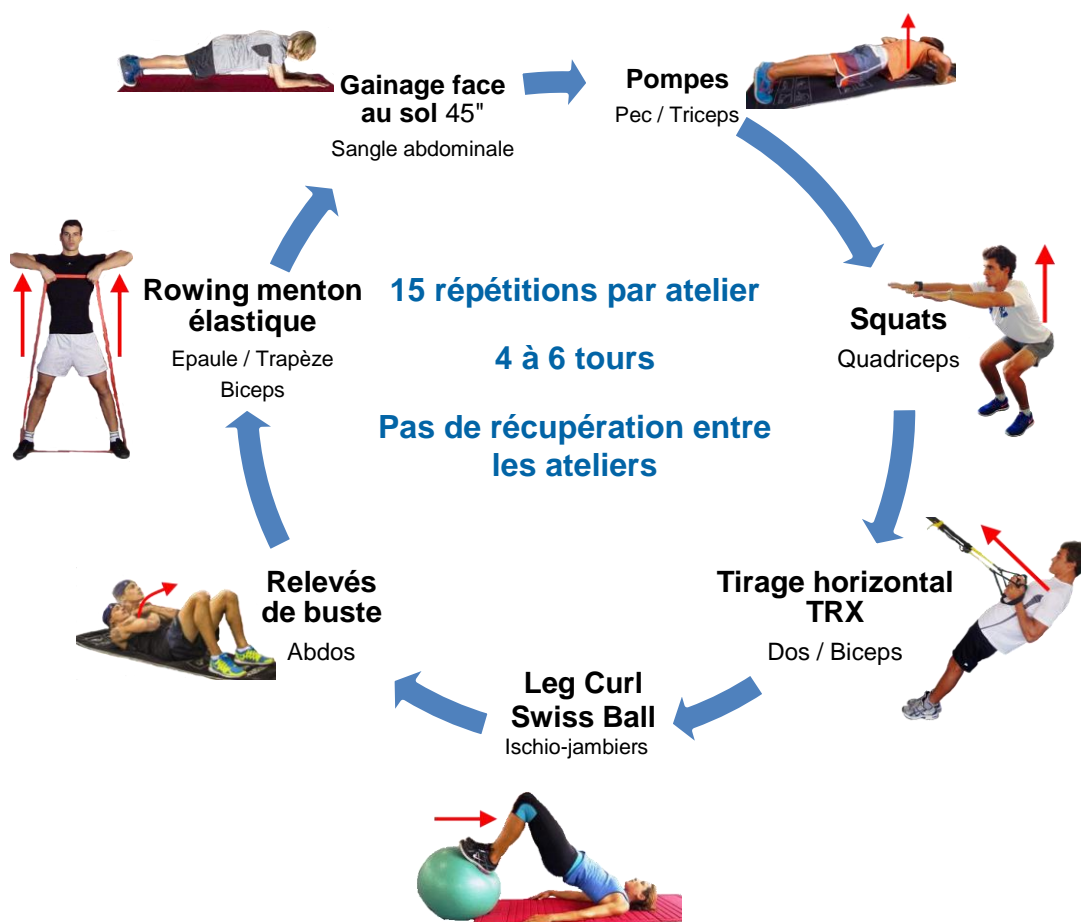 Gainage face
au sol 45"
Sangle abdominale
Pompes
Pec / Triceps
Squats
Quadriceps
Tirage horizontal
TRX
Dos / Biceps
Leg Curl
Swiss Ball
Ischio-jambiers
Relevés
de buste
Abdos
Rowing menton
élastique
Epaule / Trapèze
Biceps
15 répétitions par atelier
4 à 6 tours
Pas de récupération entre
les ateliers